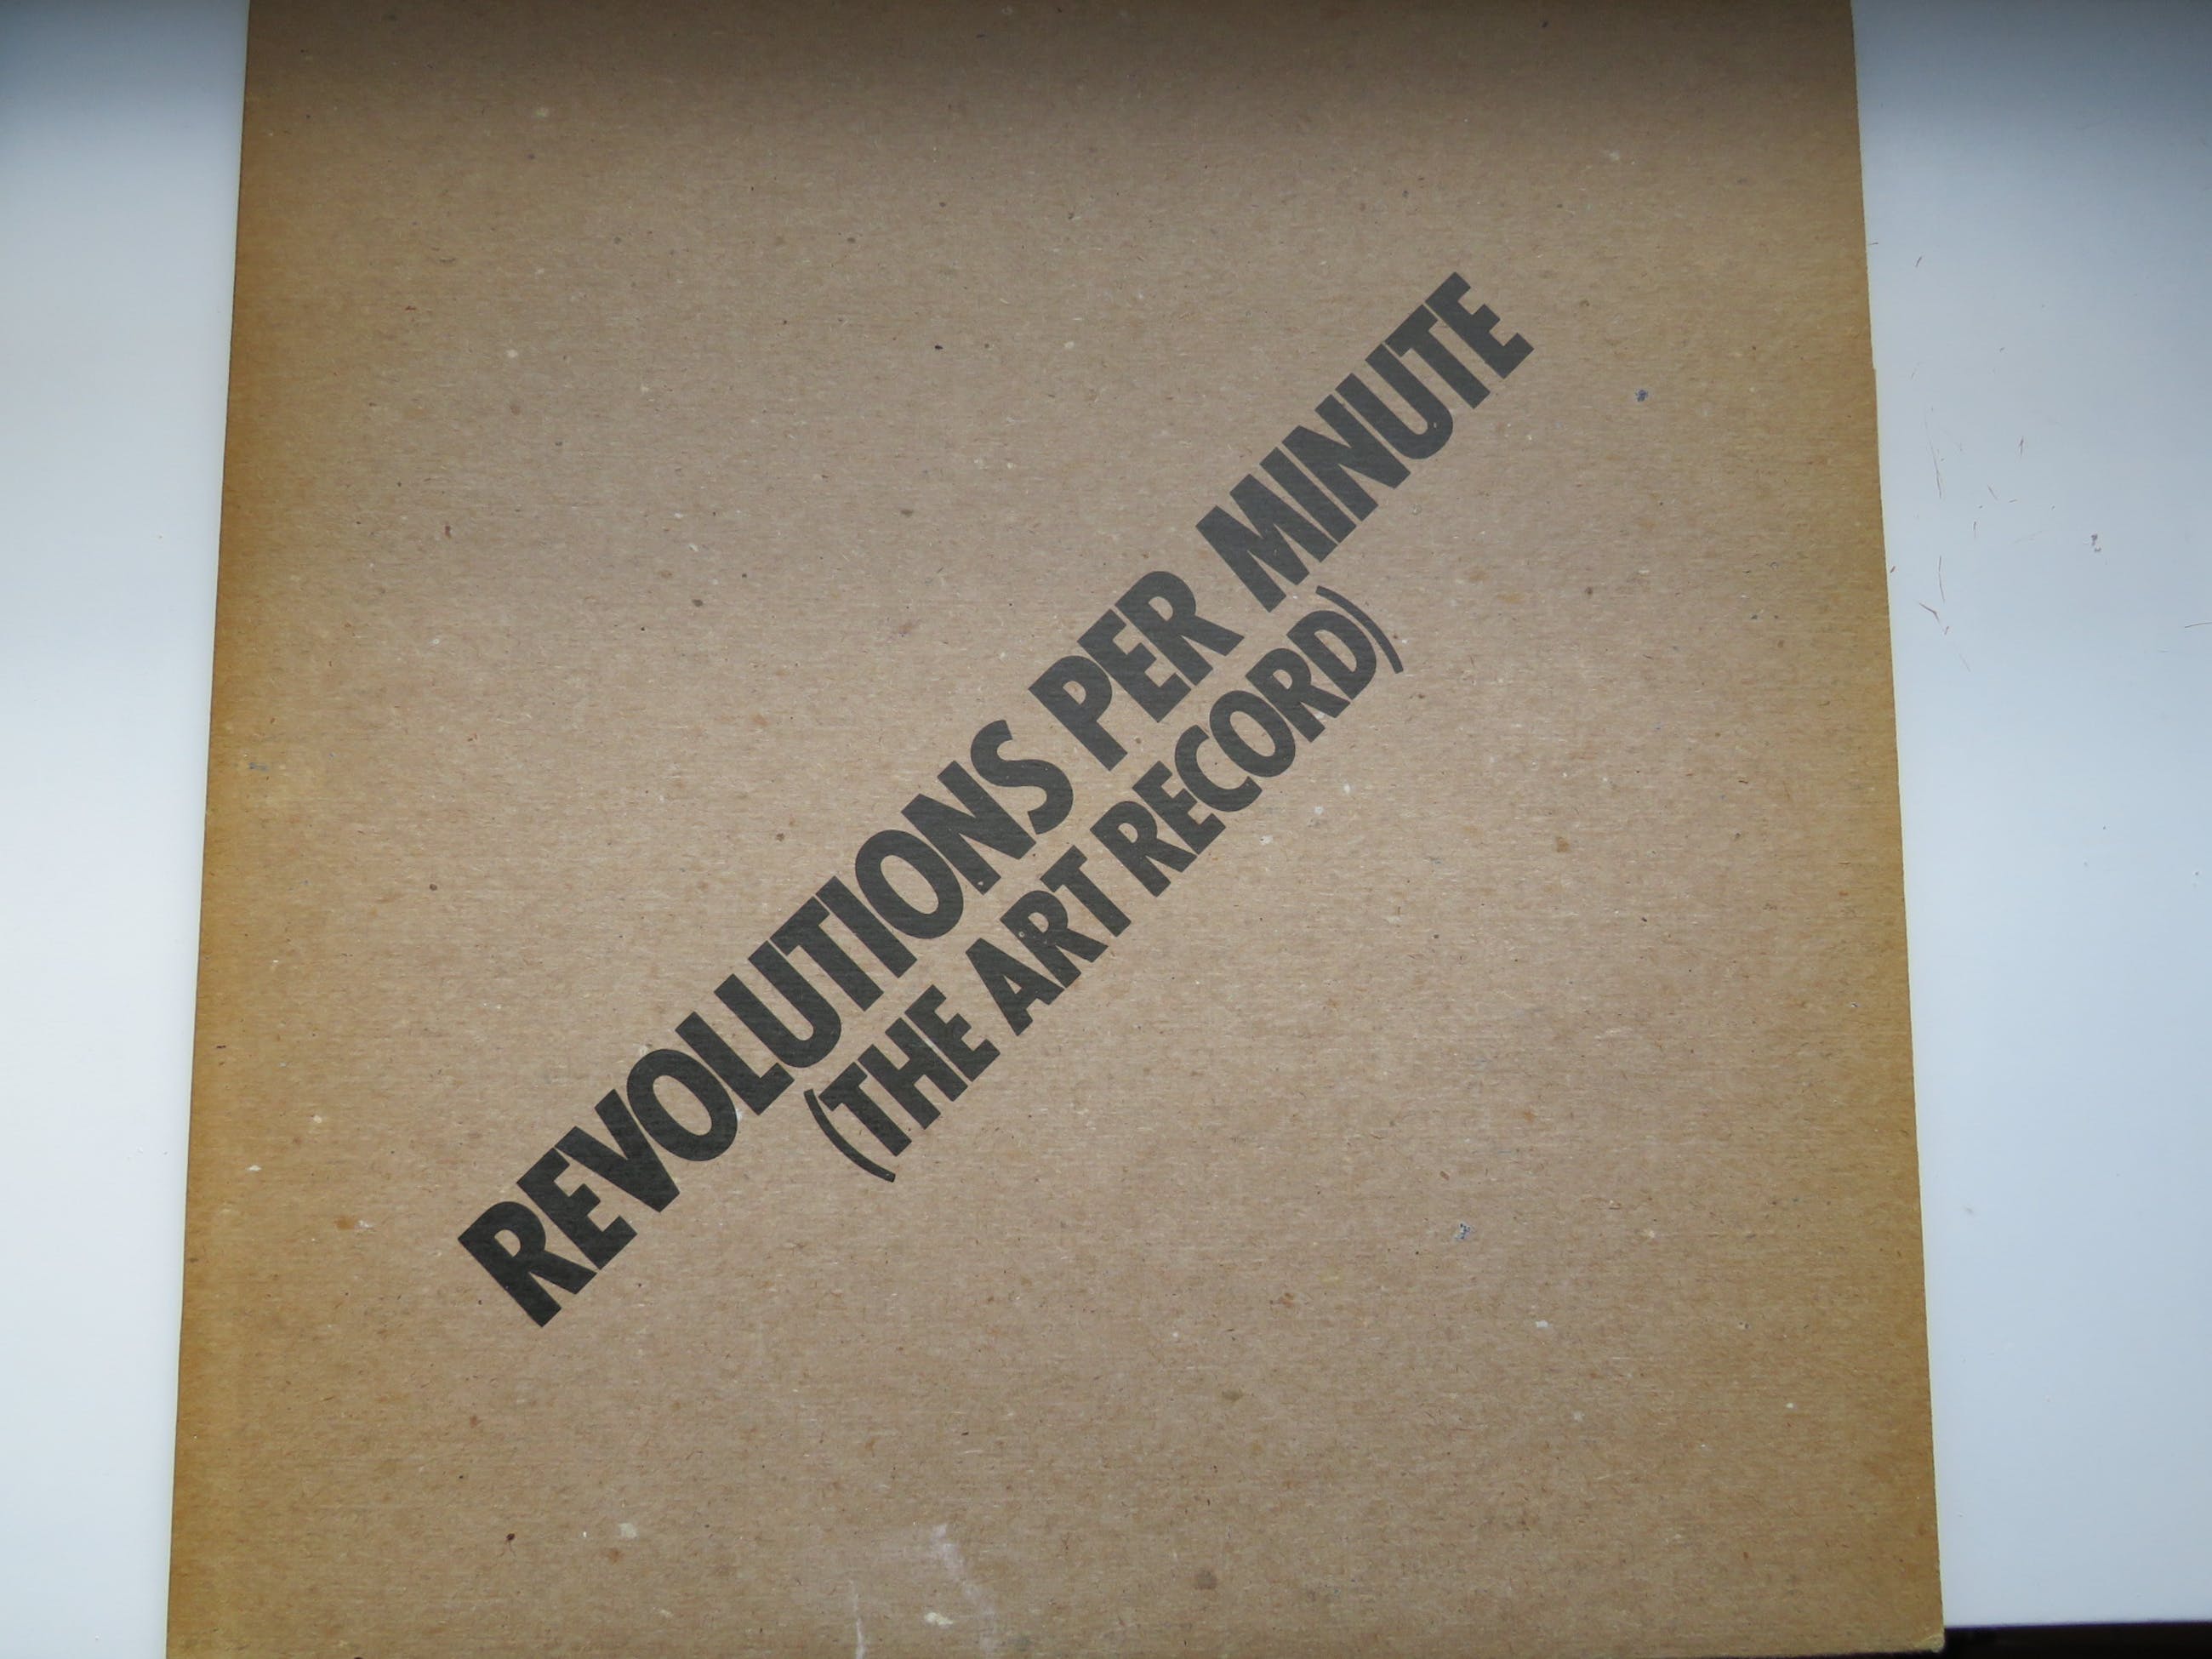 REVOLUTIONS PER MINUTE
(THE ART RECORD)